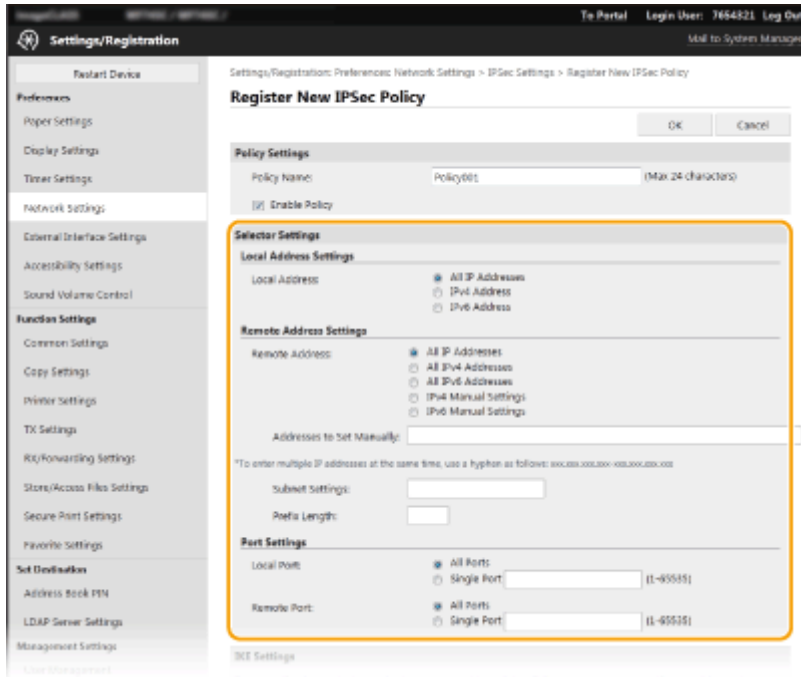 To Portal Login User: 7654321 Log Out
Settings/Registration
Mail to System Manager
Restart Device
Preferences
Paper Settings
Display Settings
Timer Settings
Network Settings
External Interface Settings
Accessibility Settings
Sound Volume Control
Function Settings
Common Settings
Copy Settings
Printer Settings
TX Settings
RX/Forwarding Settings
Store/Access Files Settings
Secure Print Settings
Favorite Settings
Set Destination
Address Book PIN
LDAP Server Settings
Management Settings
User Management
Settings/Registration: Preferences: Network Settings > IPSec Settings > Register New IPSec Policy
Register New IPSec Policy
OK Cancel
Policy Settings
Policy Name: Policy001 (Max 24 characters)
Enable Policy
Selector Settings
Local Address Settings
Local Address: All IP Addresses
IPv4 Address
IPv6 Address
Remote Address Settings
Remote Address: All IP Addresses
All IPv4 Addresses
All IPv6 Addresses
IPv4 Manual Settings
IPv6 Manual Settings
Addresses to Set Manually:
*To enter multiple IP addresses at the same time, use a hyphen as follows: xxx.xxx.xxx.xxx-xxx.xxx.xxx.xxx
Subnet Settings:
Prefix Length:
Port Settings
Local Port: All Ports
Single Port (1-65535)
Remote Port: All Ports
Single Port (1-65535)
IKE Settings